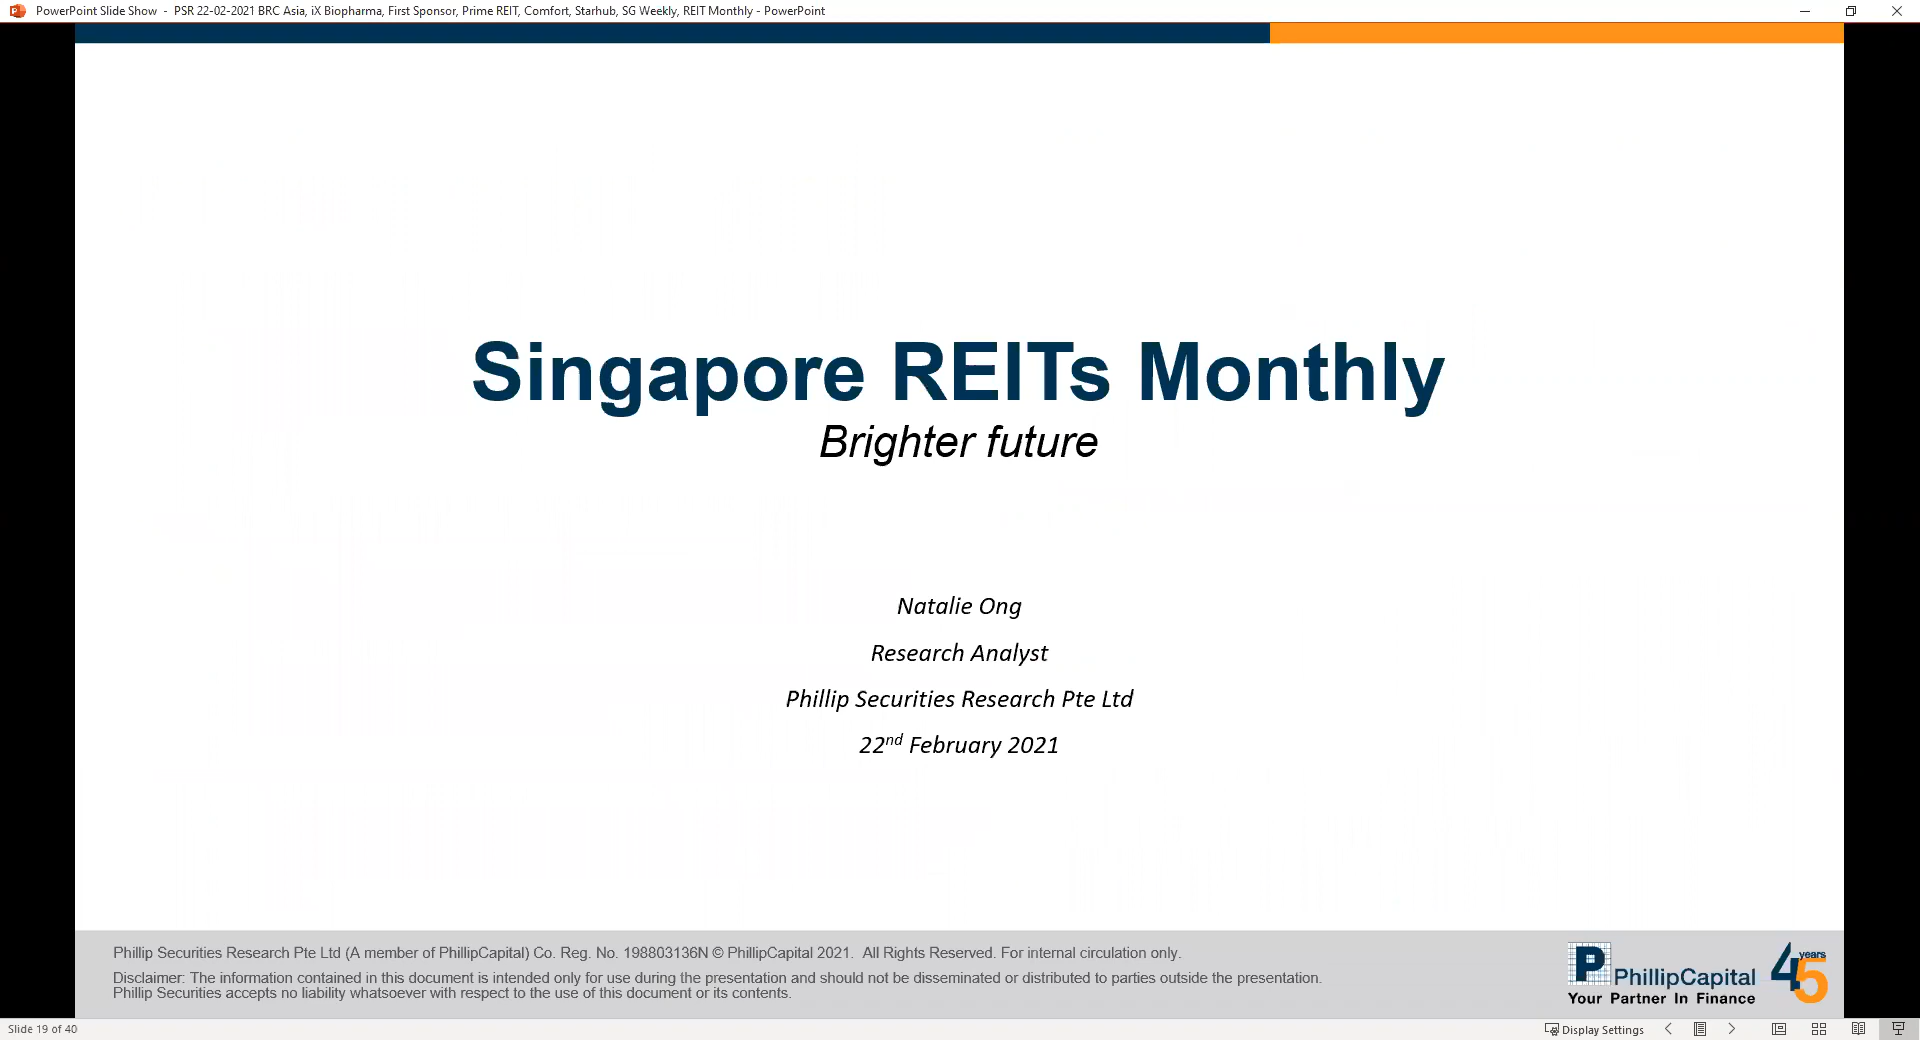 PowerPoint Slide Show - PSR 22-02-2021 BRC Asia, iX Biopharma, First Sponsor, Prime REIT, Comfort, Starhub, SG Weekly, REIT Monthly - PowerPoint
Singapore REITs Monthly
Brighter future
Natalie Ong
Research Analyst
Phillip Securities Research Pte Ltd
22nd February 2021
Phillip Securities Research Pte Ltd (A member of PhillipCapital) Co. Reg. No. 198803136N © PhillipCapital 2021. All Rights Reserved. For internal circulation only.
Disclaimer: The information contained in this document is intended only for use during the presentation and should not be disseminated or distributed to parties outside the presentation.
Phillip Securities accepts no liability whatsoever with respect to the use of this document or its contents.
P PhillipCapital
Your Partner In Finance
45 years
Slide 19 of 40
Display Settings